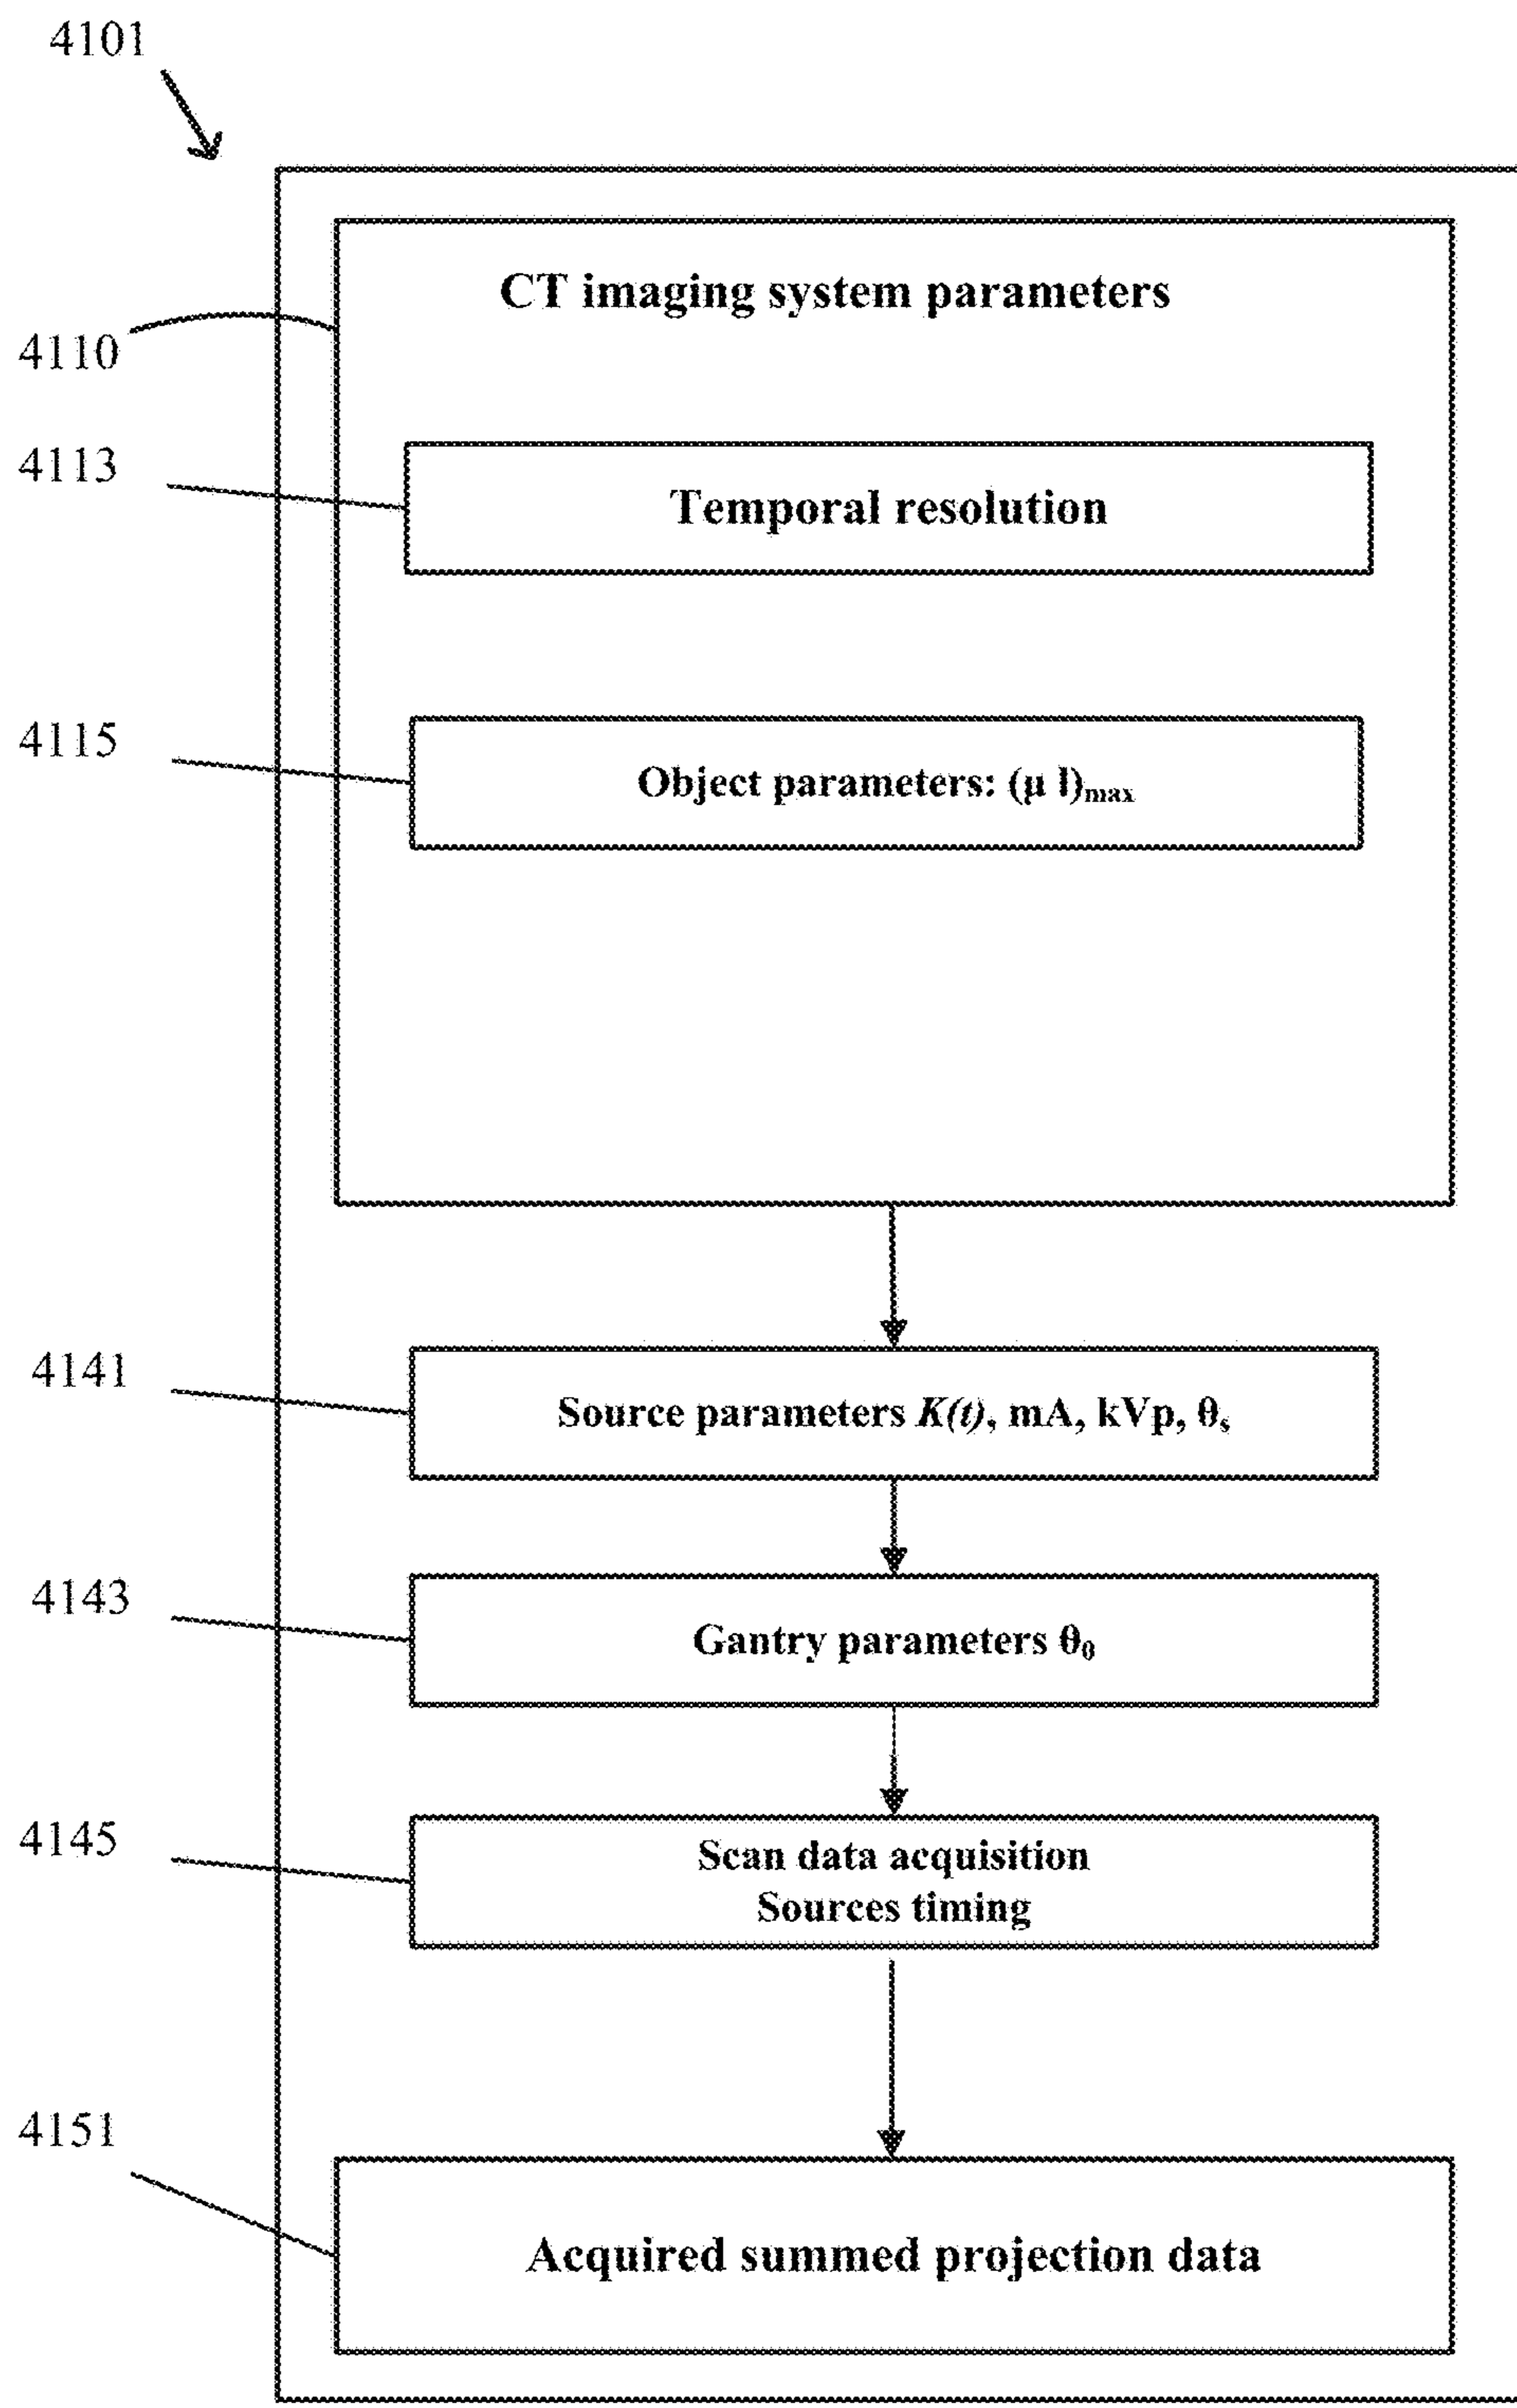 4101
CT imaging system parameters
4110
4113
Temporal resolution
4115
Object parameters: (μ l)max
4141
Source parameters K(t), mA, kVp, θs
4143
Gantry parameters θ0
4145
Scan data acquisition
Sources timing
4151
Acquired summed projection data